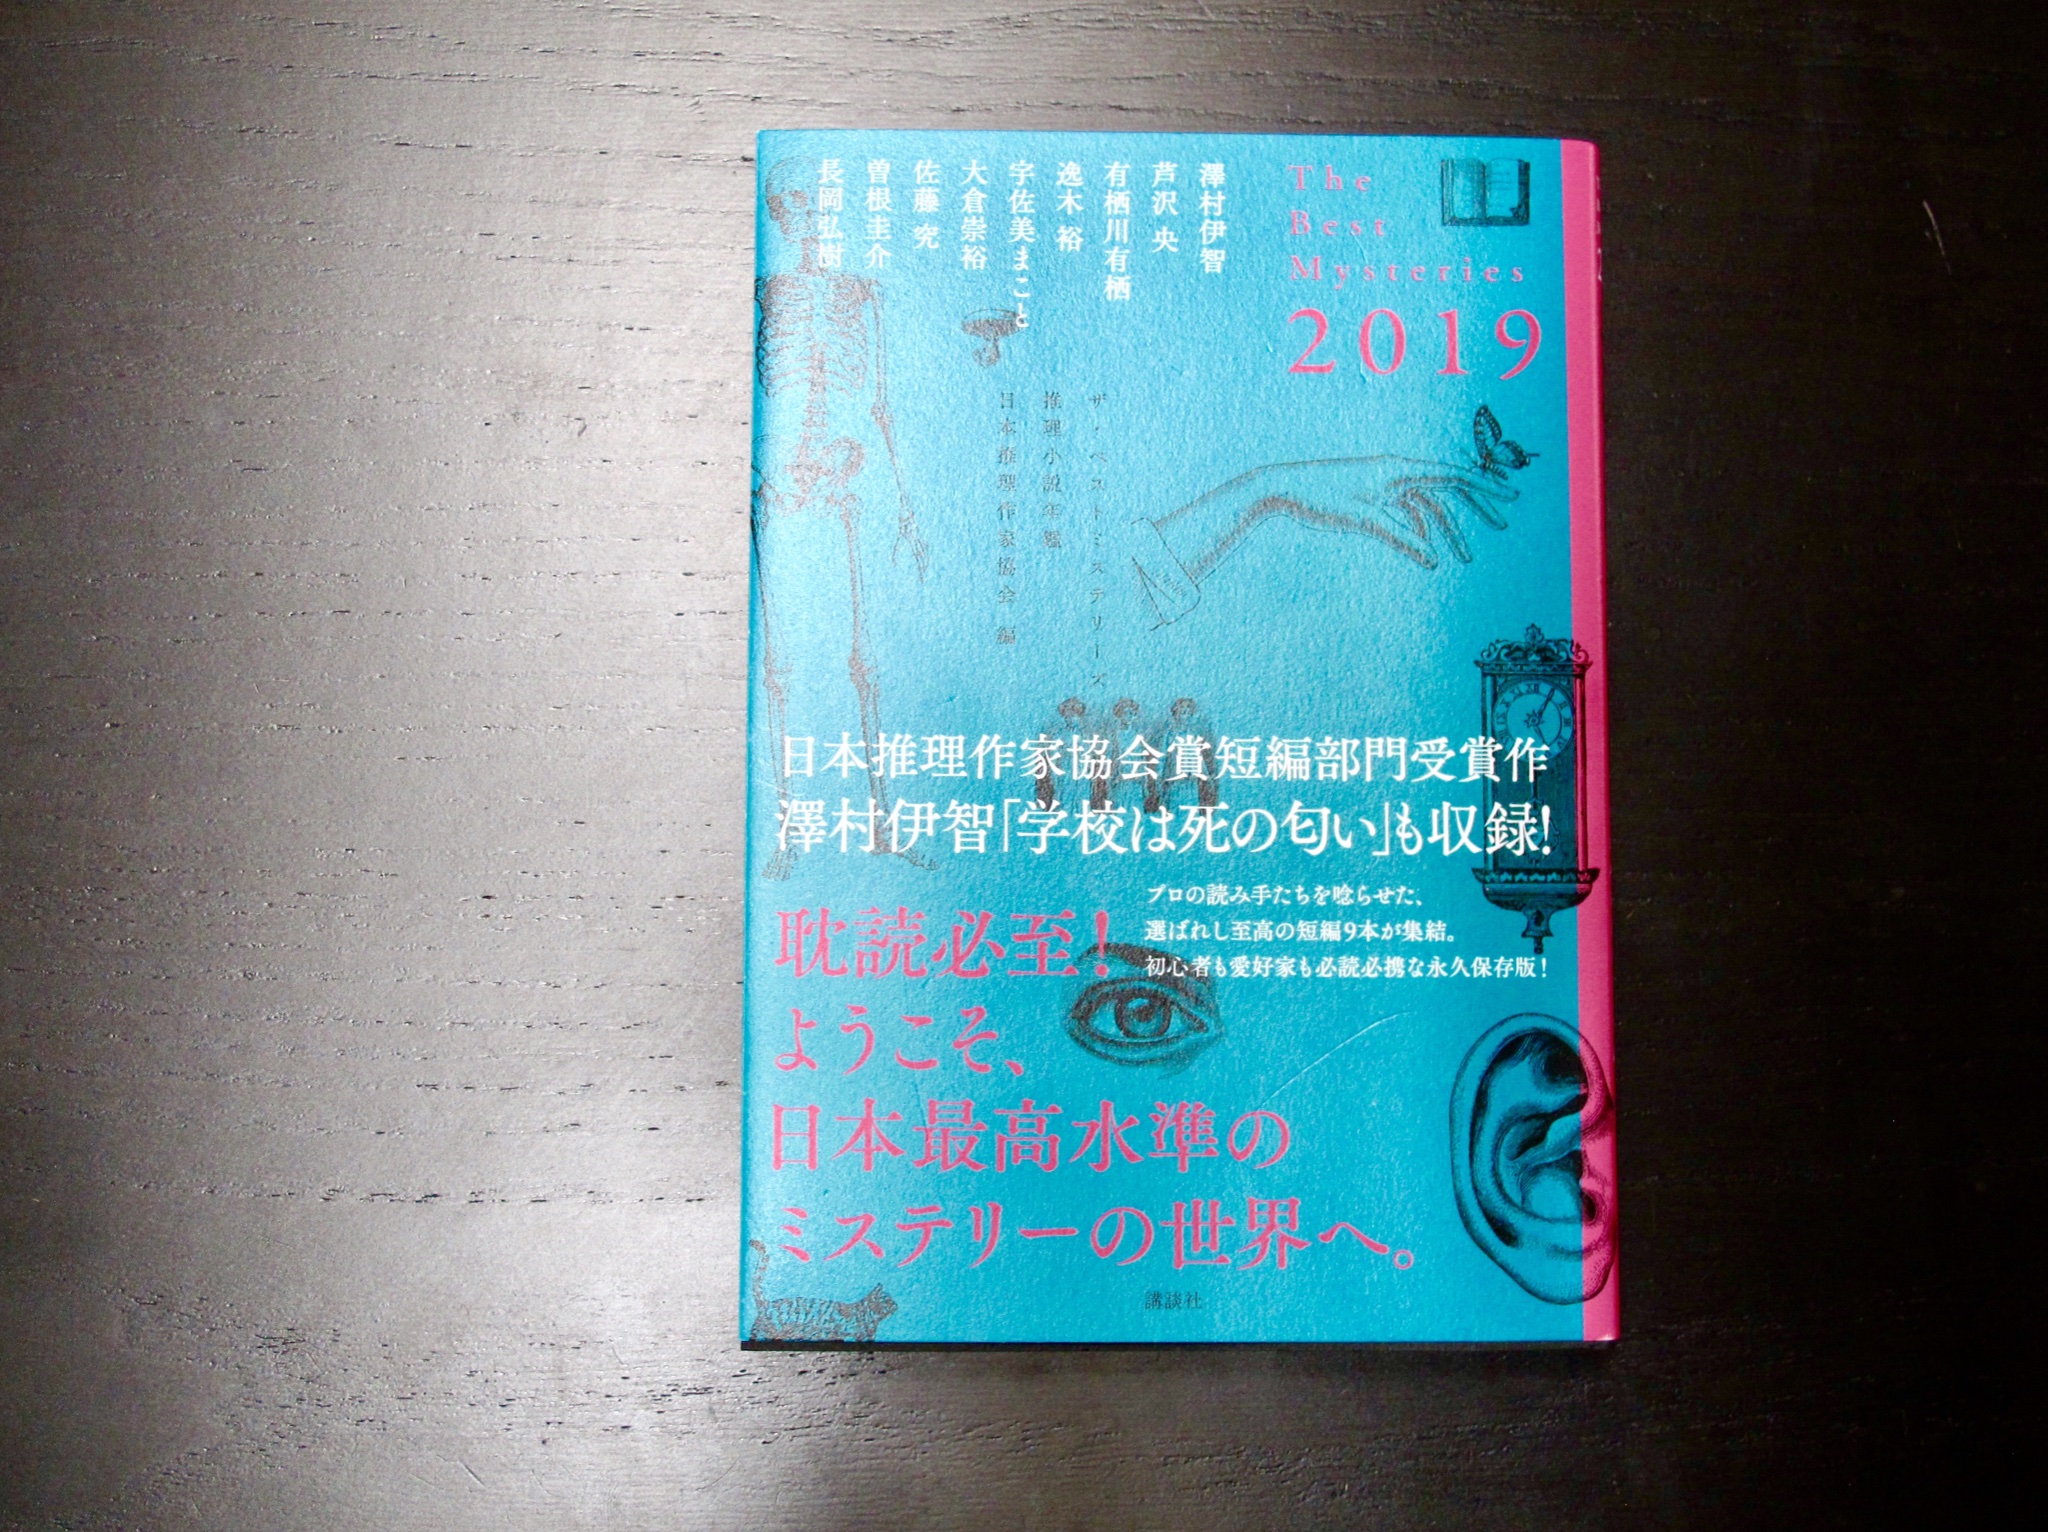 The
Best
Mysteries
2019
澤村伊智
芦沢 央
有栖川有栖
逸木 裕
宇佐美まこと
大倉崇裕
佐藤 究
曽根圭介
長岡弘樹
ザ・ベストミステリーズ
推理小説年鑑
日本推理作家協会 編
日本推理作家協会賞短編部門受賞作
澤村伊智「学校は死の匂い」も収録!
プロの読み手たちを唸らせた、
選ばれし至高の短編9本が集結。
初心者も愛好家も必読必携な永久保存版!
耽読必至!
ようこそ、
日本最高水準の
ミステリーの世界へ。
講談社